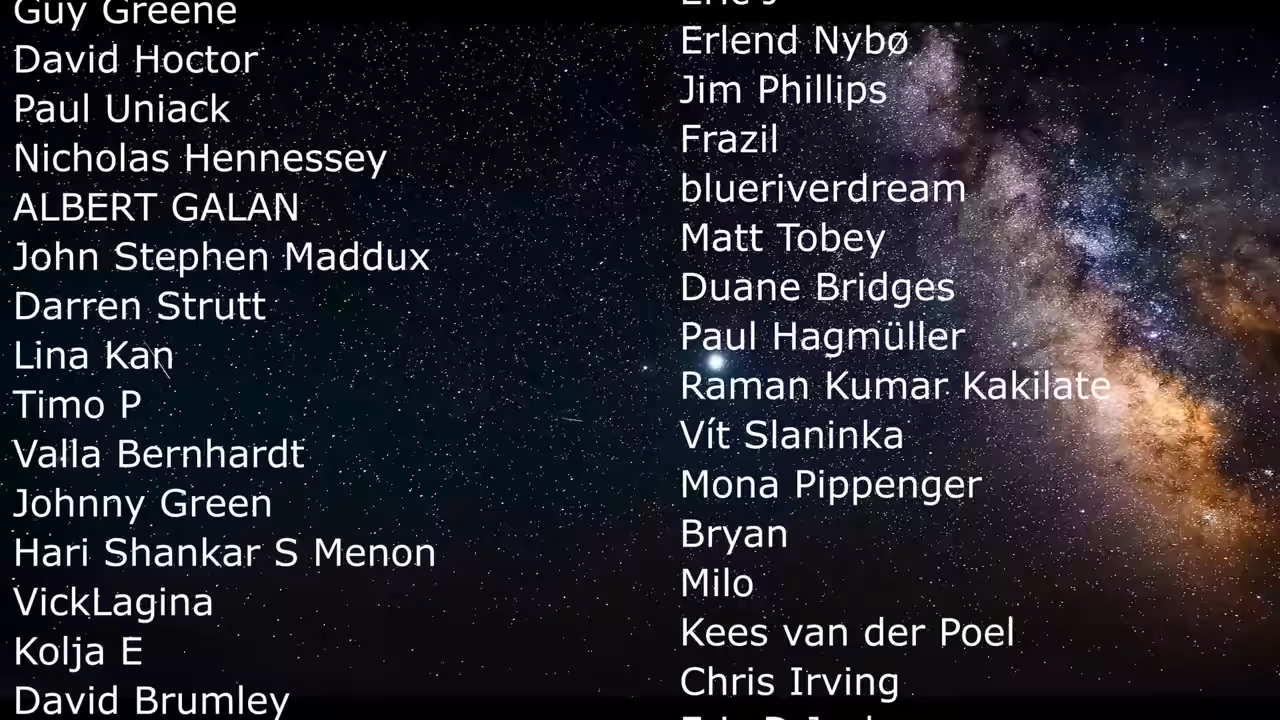 Guy Greene
David Hoctor
Paul Uniack
Nicholas Hennessey
ALBERT GALAN
John Stephen Maddux
Darren Strutt
Lina Kan
Timo P
Valla Bernhardt
Johnny Green
Hari Shankar S Menon
VickLagina
Kolja E
David Brumley
Erlend Nybø
Jim Phillips
Frazil
blueriverdream
Matt Tobey
Duane Bridges
Paul Hagmüller
Raman Kumar Kakilate
Vít Slaninka
Mona Pippenger
Bryan
Milo
Kees van der Poel
Chris Irving